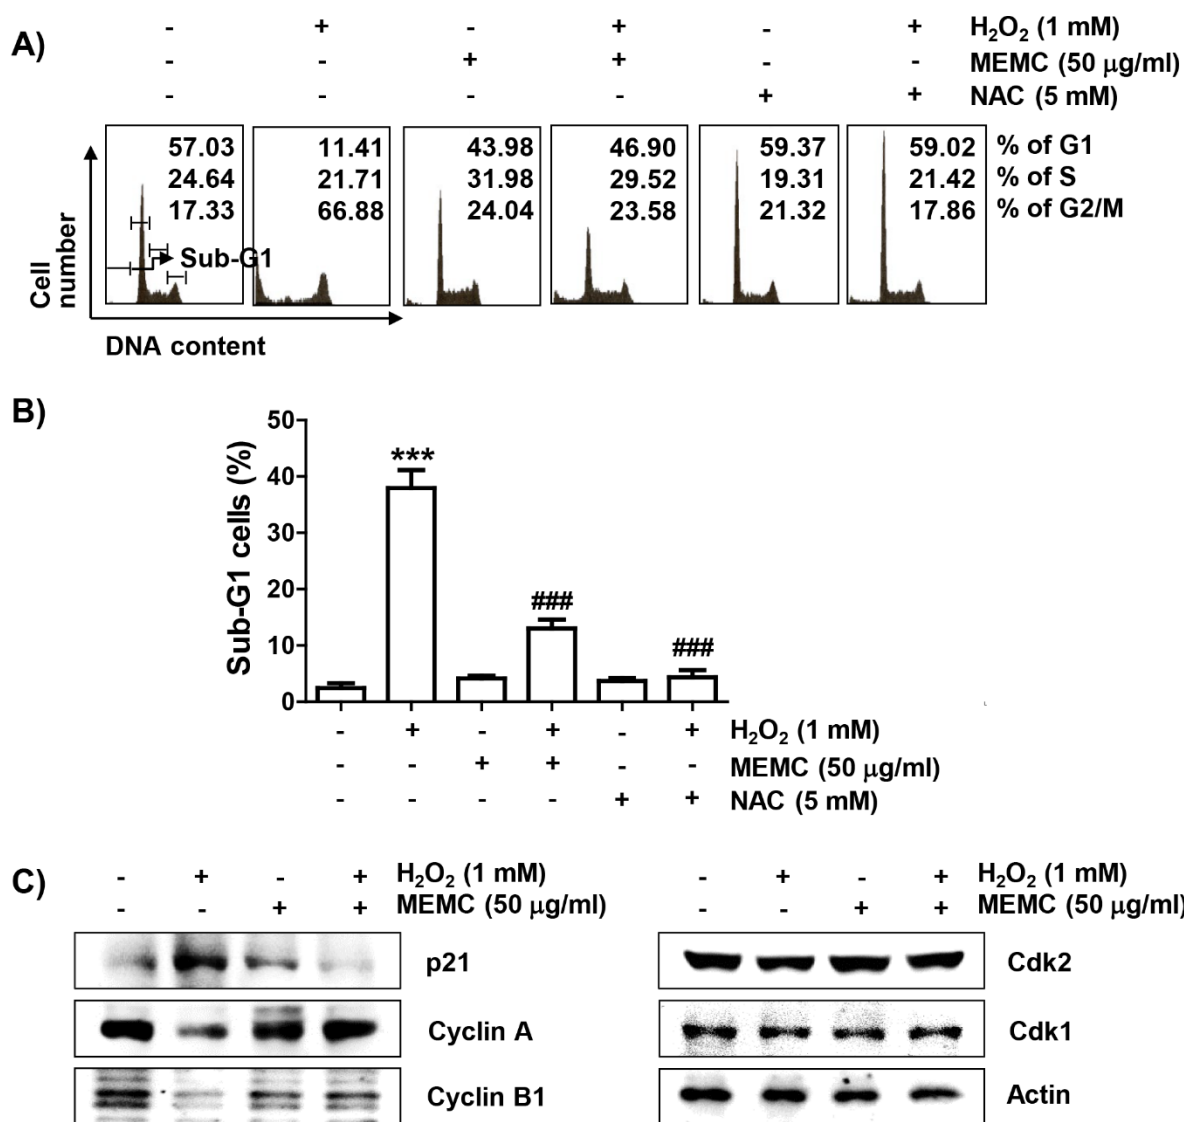 A)
- + - + - + H₂O₂ (1 mM)
- - + + - - MEMC (50 μg/ml)
- - - - + + NAC (5 mM)
57.03 11.41 43.98 46.90 59.37 59.02 % of G1
24.64 21.71 31.98 29.52 19.31 21.42 % of S
17.33 66.88 24.04 23.58 21.32 17.86 % of G2/M
Sub-G1
Cell
number
DNA content
B)
Sub-G1 cells (%)
50
40
30
20
10
0
***
###
###
- + - + - + H₂O₂ (1 mM)
- - + + - - MEMC (50 μg/ml)
- - - - + + NAC (5 mM)
C)
- + - + H₂O₂ (1 mM)
- - + + MEMC (50 μg/ml)
p21
Cyclin A
Cyclin B1
- + - + H₂O₂ (1 mM)
- - + + MEMC (50 μg/ml)
Cdk2
Cdk1
Actin